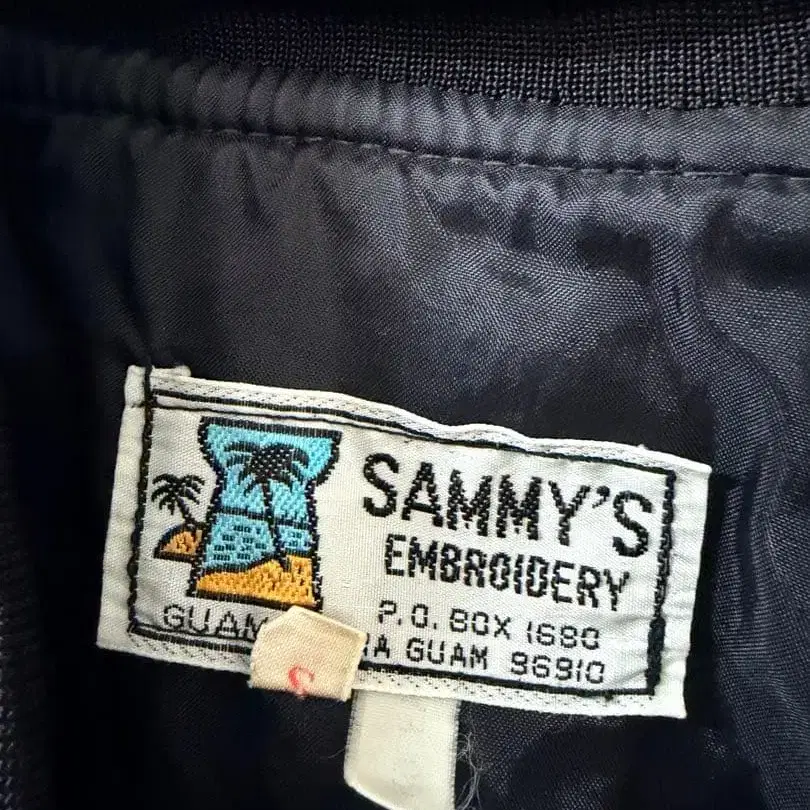 SAMMY'S
EMBROIDERY
P.O. BOX 1680
GUAM
GUAM 96910